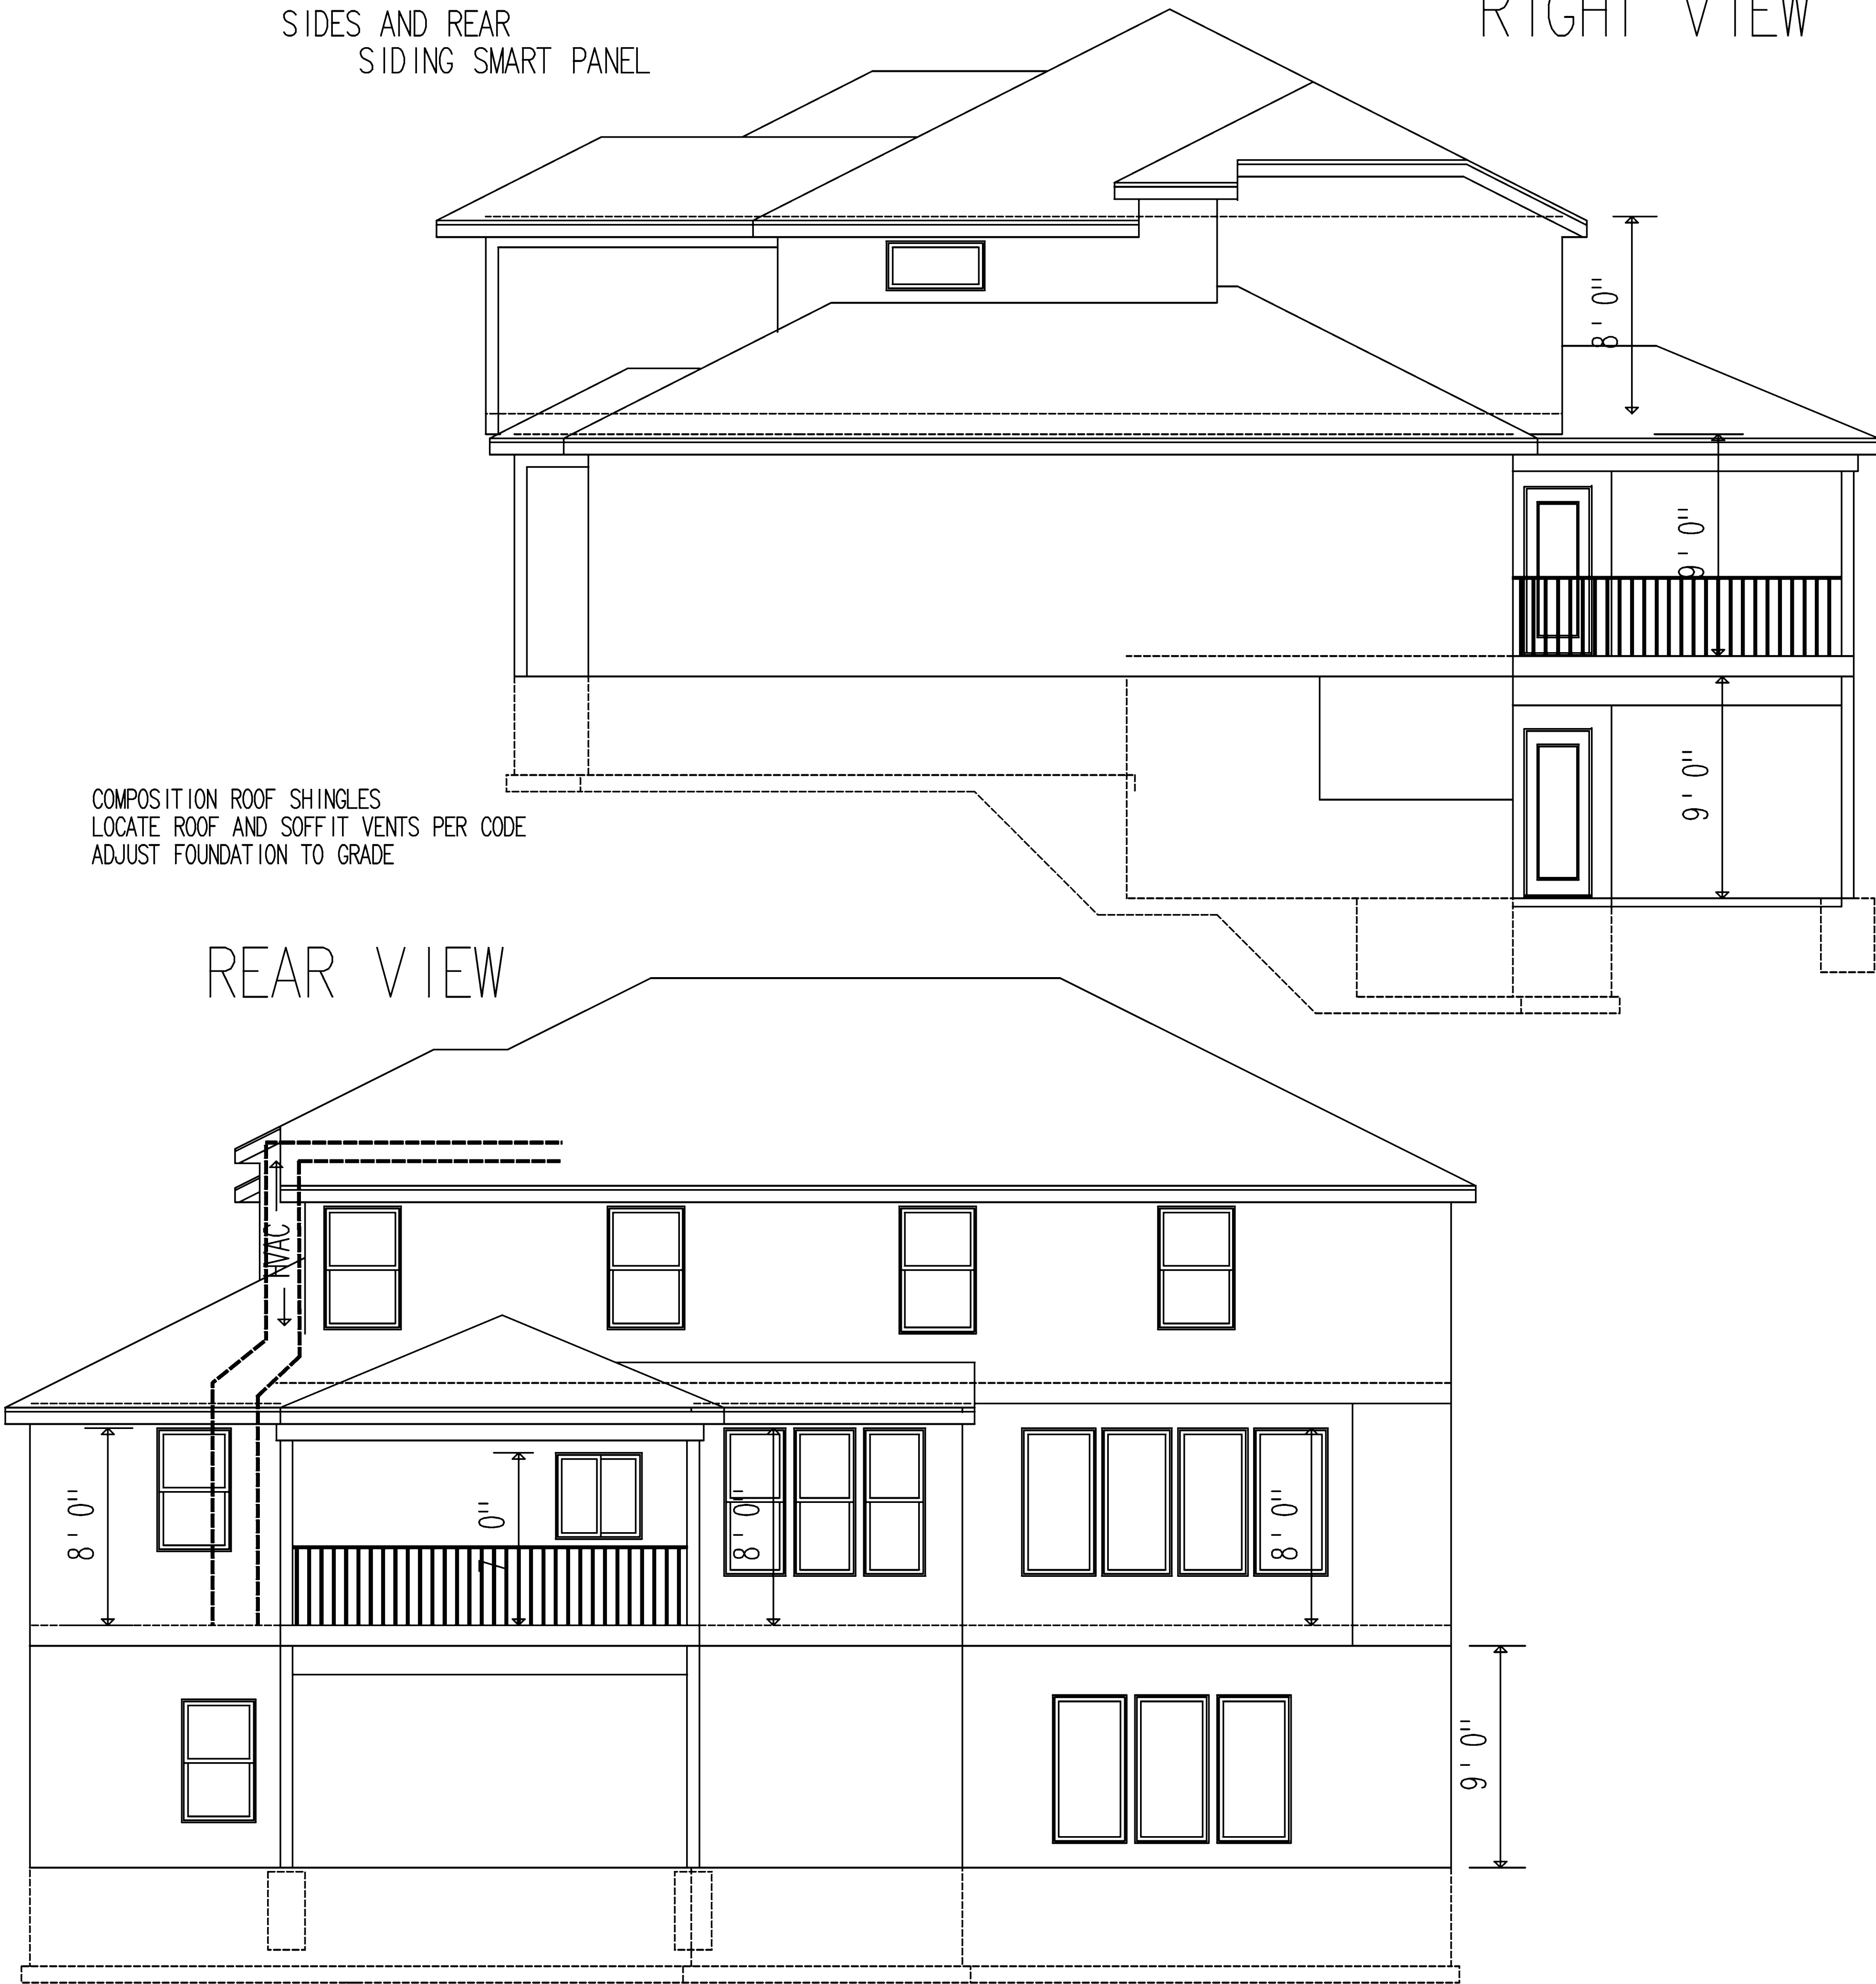 SIDES AND REAR
SIDING SMART PANEL
RIGHT VIEW
8'0"
9'0"
9'0"
COMPOSITION ROOF SHINGLES
LOCATE ROOF AND SOFFIT VENTS PER CODE
ADJUST FOUNDATION TO GRADE
REAR VIEW
HVAC
8'0"
7'0"
8'0"
8'0"
9'0"